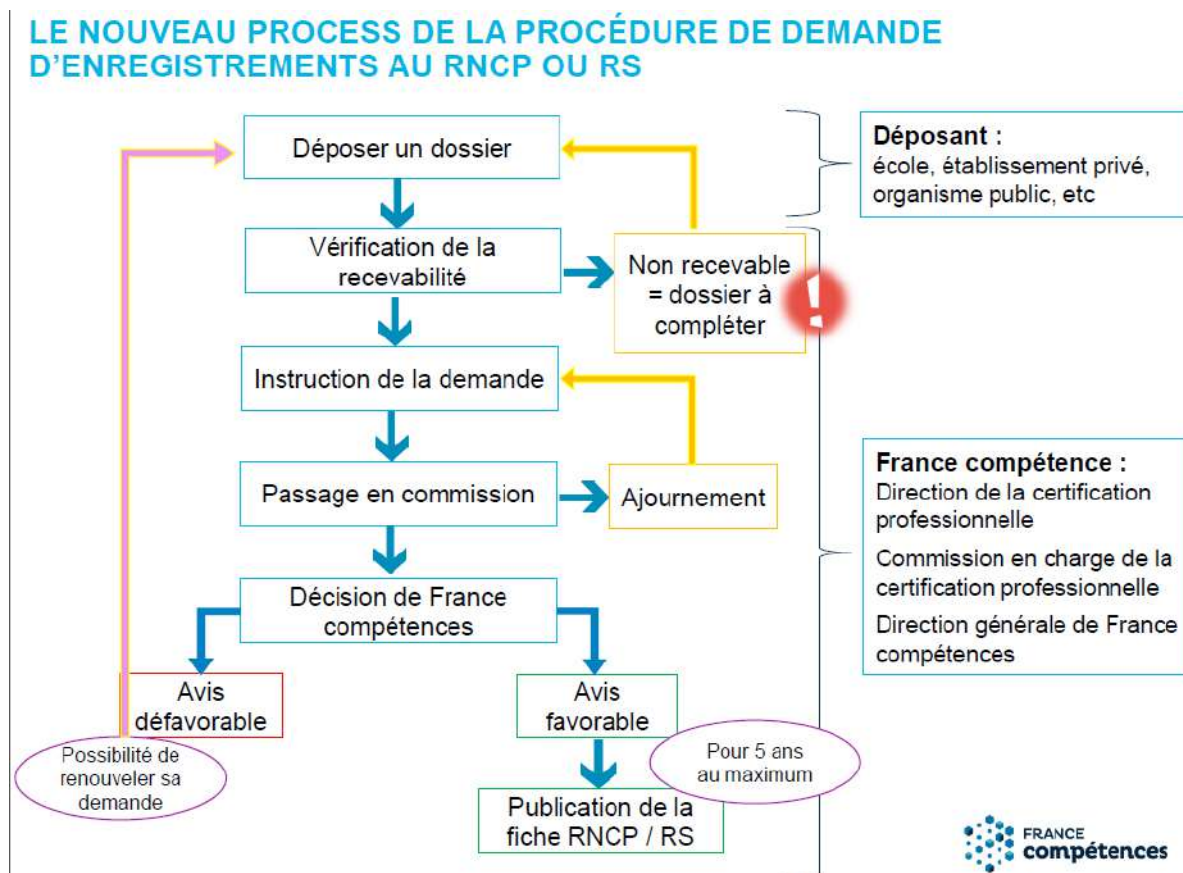 LE NOUVEAU PROCESS DE LA PROCÉDURE DE DEMANDE
D'ENREGISTREMENTS AU RNCP OU RS
Déposer un dossier
Déposant :
école, établissement privé,
organisme public, etc
Vérification de la
recevabilité
Non recevable
= dossier à
compléter
!
Instruction de la demande
Passage en commission
Ajournement
France compétence :
Direction de la certification
professionnelle
Commission en charge de la
certification professionnelle
Direction générale de France
compétences
Décision de France
compétences
Avis
défavorable
Avis
favorable
Possibilité de
renouveler sa
demande
Pour 5 ans
au maximum
Publication de la
fiche RNCP / RS
FRANCE
compétences